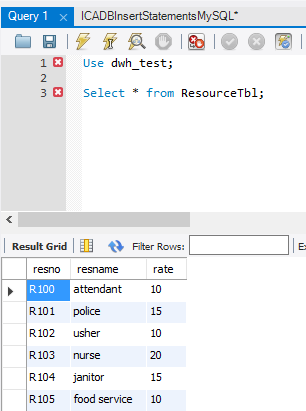 Query 1 ICADBInsertStatementsMySQL*
1 Use dwh_test;
2
3 Select * from ResourceTbl;
Result Grid Filter Rows: Ex
resno resname rate
R100 attendant 10
R101 police 15
R102 usher 10
R103 nurse 20
R104 janitor 15
R105 food service 10